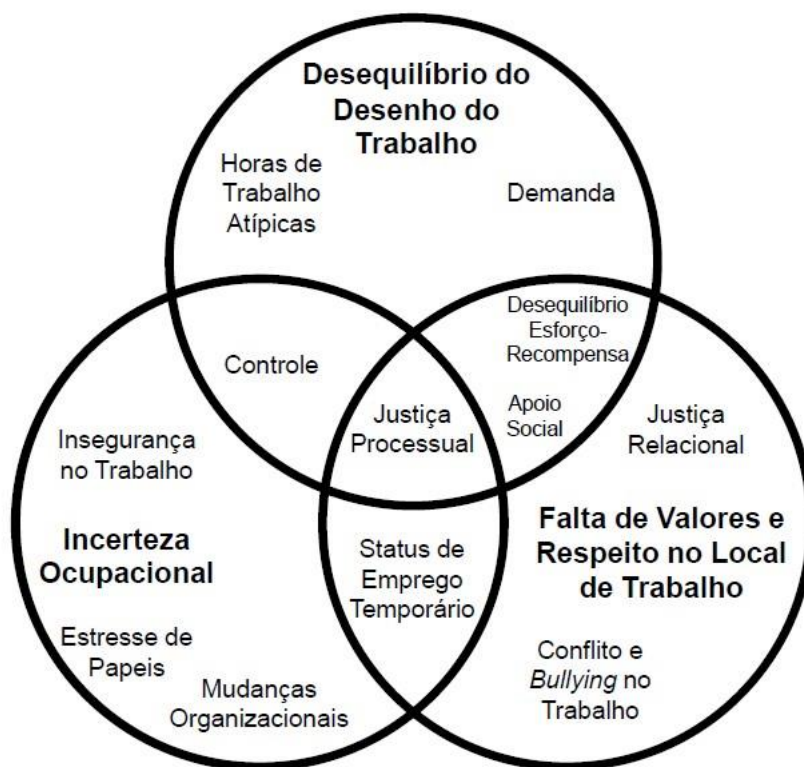 Desequilíbrio do
Desenho do
Trabalho
Horas de
Trabalho
Atípicas
Demanda
Desequilíbrio
Esforço-
Recompensa
Controle
Apoio
Social
Justiça
Processual
Justiça
Relacional
Insegurança
no Trabalho
Incerteza
Ocupacional
Status de
Emprego
Temporário
Falta de Valores e
Respeito no Local
de Trabalho
Estresse de
Papeis
Mudanças
Organizacionais
Conflito e
Bullying no
Trabalho